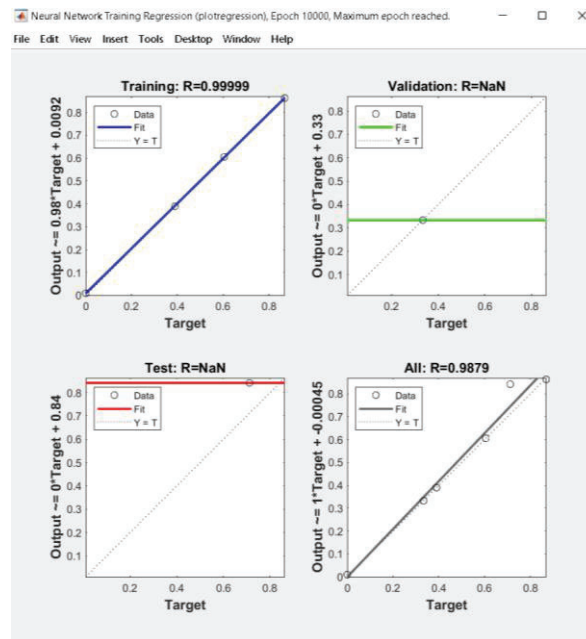 Neural Network Training Regression (plotregression), Epoch 10000, Maximum epoch reached.
File Edit View Insert Tools Desktop Window Help
Training: R=0.99999
Output ~= 0.98*Target + 0.0092
Data
Fit
Y = T
0.8
0.7
0.6
0.5
0.4
0.3
0.2
0.1
0
0 0.2 0.4 0.6 0.8
Target
Validation: R=NaN
Output ~= 0*Target + 0.33
Data
Fit
Y = T
0.8
0.7
0.6
0.5
0.4
0.3
0.2
0.1
0.2 0.4 0.6 0.8
Target
Test: R=NaN
Output ~= 0*Target + 0.84
Data
Fit
Y = T
0.8
0.7
0.6
0.5
0.4
0.3
0.2
0.1
0.2 0.4 0.6 0.8
Target
All: R=0.9879
Output ~= 1*Target + -0.00045
Data
Fit
Y = T
0.8
0.7
0.6
0.5
0.4
0.3
0.2
0.1
0
0 0.2 0.4 0.6 0.8
Target